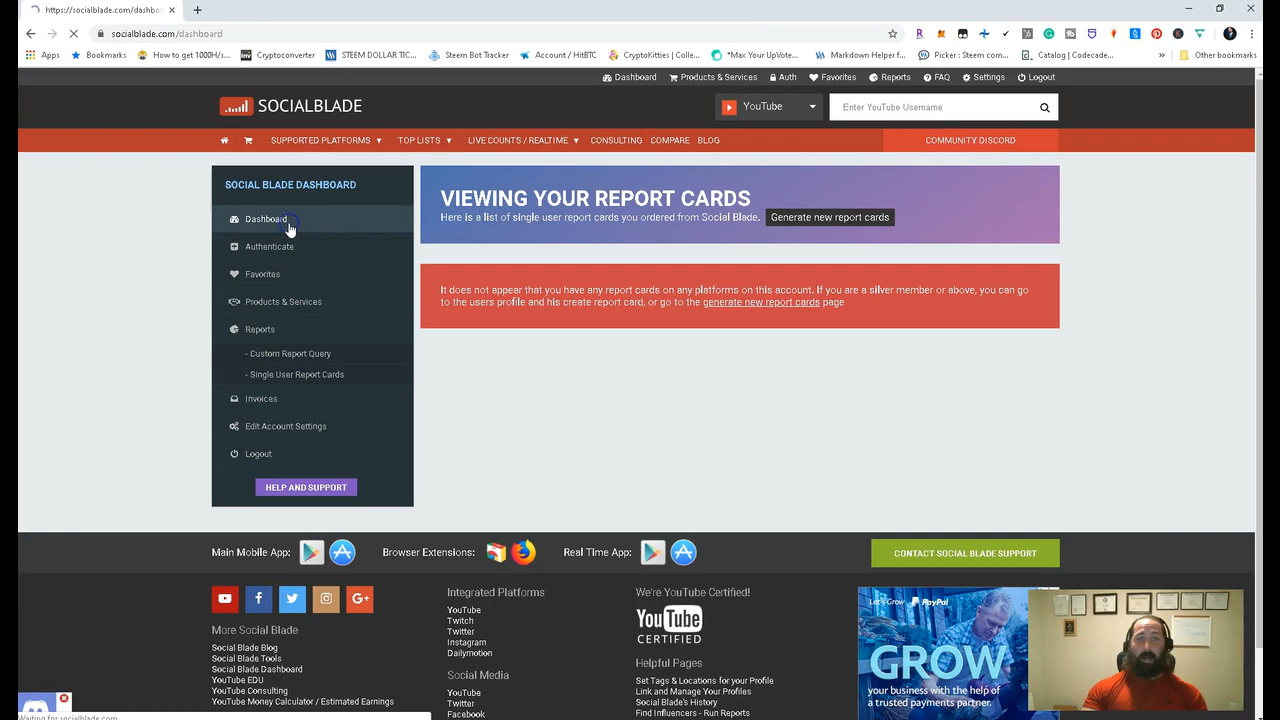 https://socialblade.com/dashbo
socialblade.com/dashboard
Apps
Bookmarks
How to get 1000H/s...
Cryptoconverter
STEEM DOLLAR TIC...
Steem Bot Tracker
Account / HitBTC
CryptoKitties | Colle...
*Max Your UpVote...
Markdown Helper f...
Picker : Steem com...
Catalog | Codecade...
Other bookmarks
Dashboard
Products & Services
Auth
Favorites
Reports
FAQ
Settings
Logout
SOCIALBLADE
YouTube
Enter YouTube Username
SUPPORTED PLATFORMS
TOP LISTS
LIVE COUNTS / REALTIME
CONSULTING
COMPARE
BLOG
COMMUNITY DISCORD
SOCIAL BLADE DASHBOARD
Dashboard
Authenticate
Favorites
Products & Services
Reports
- Custom Report Query
- Single User Report Cards
Invoices
Edit Account Settings
Logout
HELP AND SUPPORT
VIEWING YOUR REPORT CARDS
Here is a list of single user report cards you ordered from Social Blade.
Generate new report cards
It does not appear that you have any report cards on any platforms on this account. If you are a silver member or above, you can go
to the users profile and his create report card, or go to the generate new report cards page
Main Mobile App:
Browser Extensions:
Real Time App:
CONTACT SOCIAL BLADE SUPPORT
More Social Blade
Social Blade Blog
Social Blade Tools
Social Blade Dashboard
YouTube EDU
YouTube Consulting
YouTube Money Calculator / Estimated Earnings
Integrated Platforms
YouTube
Twitch
Twitter
Instagram
Dailymotion
Social Media
YouTube
Twitter
Facebook
We're YouTube Certified!
YouTube
CERTIFIED
Helpful Pages
Set Tags & Locations for your Profile
Link and Manage Your Profiles
Social Blade's History
Find Influencers - Run Reports
Let's Grow
PayPal
GROW
your business with the help of
a trusted payments partner.
Waiting for socialblade.com